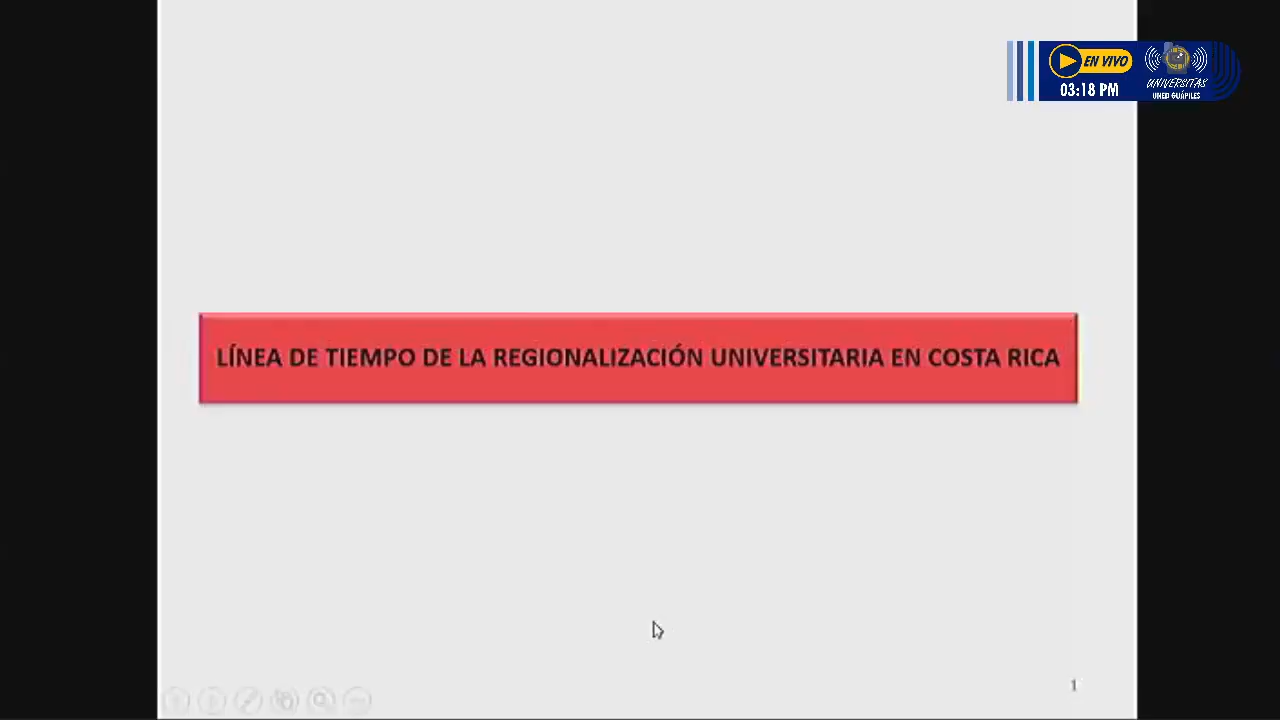 EN VIVO
03:18 PM
UNIVERSITAS
UNED GUÁPILES
LÍNEA DE TIEMPO DE LA REGIONALIZACIÓN UNIVERSITARIA EN COSTA RICA
1